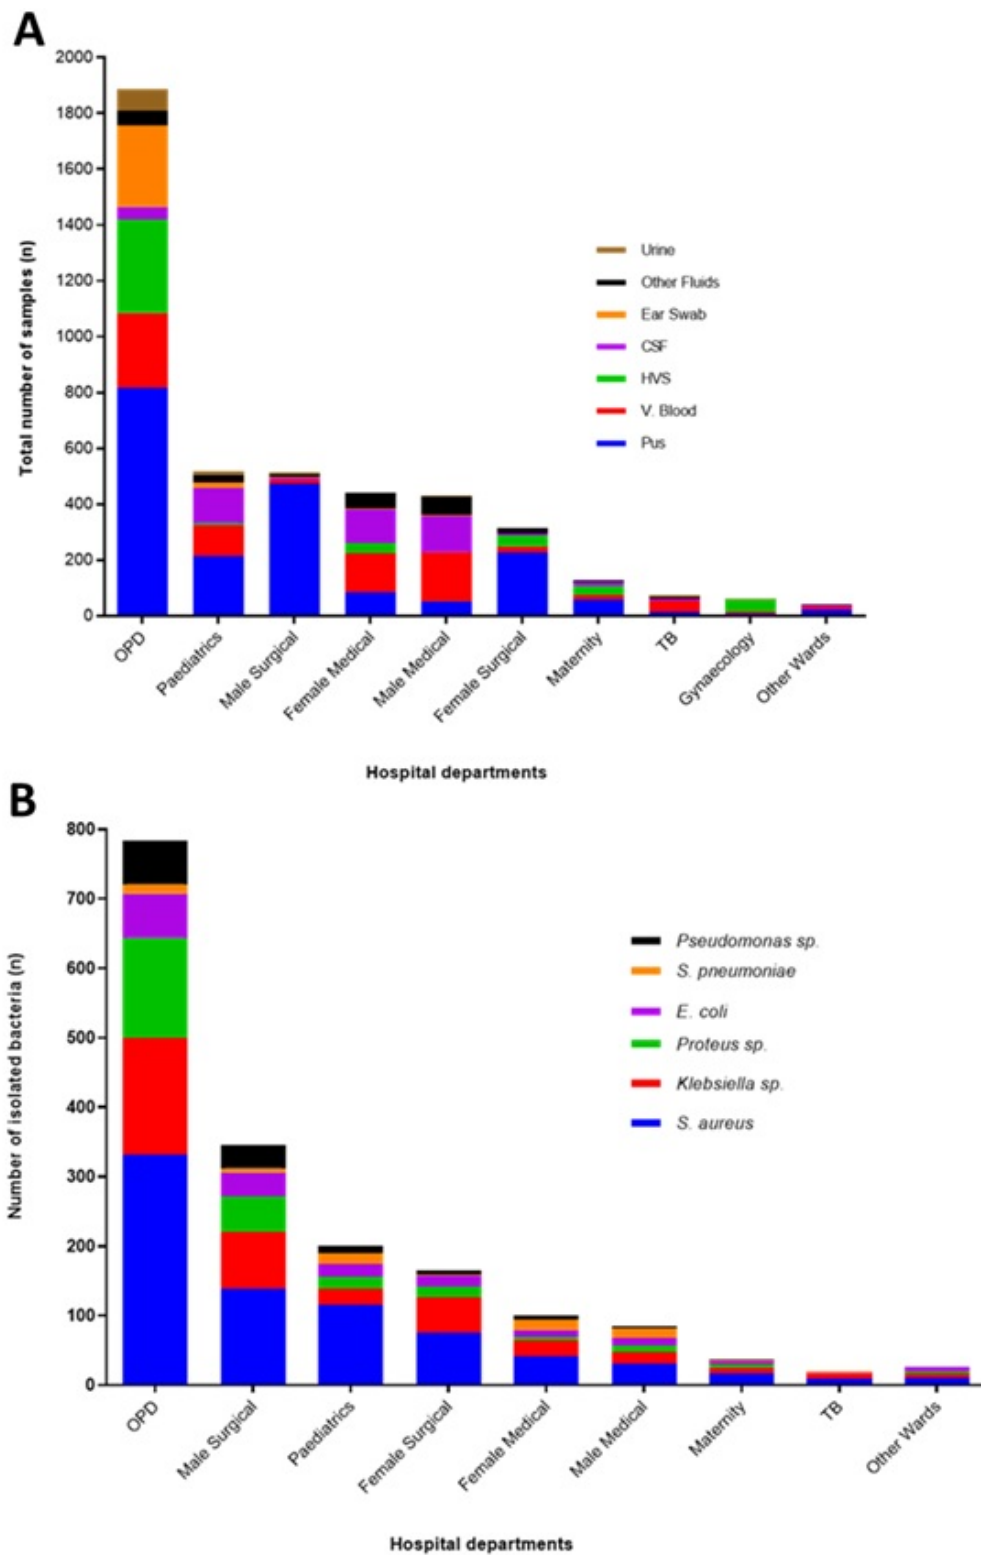 A
2000
1800
1600
1400
1200
1000
800
600
400
200
0
Total number of samples (n)
Urine
Other Fluids
Ear Swab
CSF
HVS
V. Blood
Pus
OPD
Paediatrics
Male Surgical
Female Medical
Male Medical
Female Surgical
Maternity
TB
Gynaecology
Other Wards
Hospital departments
B
800
700
600
500
400
300
200
100
0
Number of isolated bacteria (n)
Pseudomonas sp.
S. pneumoniae
E. coli
Proteus sp.
Klebsiella sp.
S. aureus
OPD
Male Surgical
Paediatrics
Female Surgical
Female Medical
Male Medical
Maternity
TB
Other Wards
Hospital departments